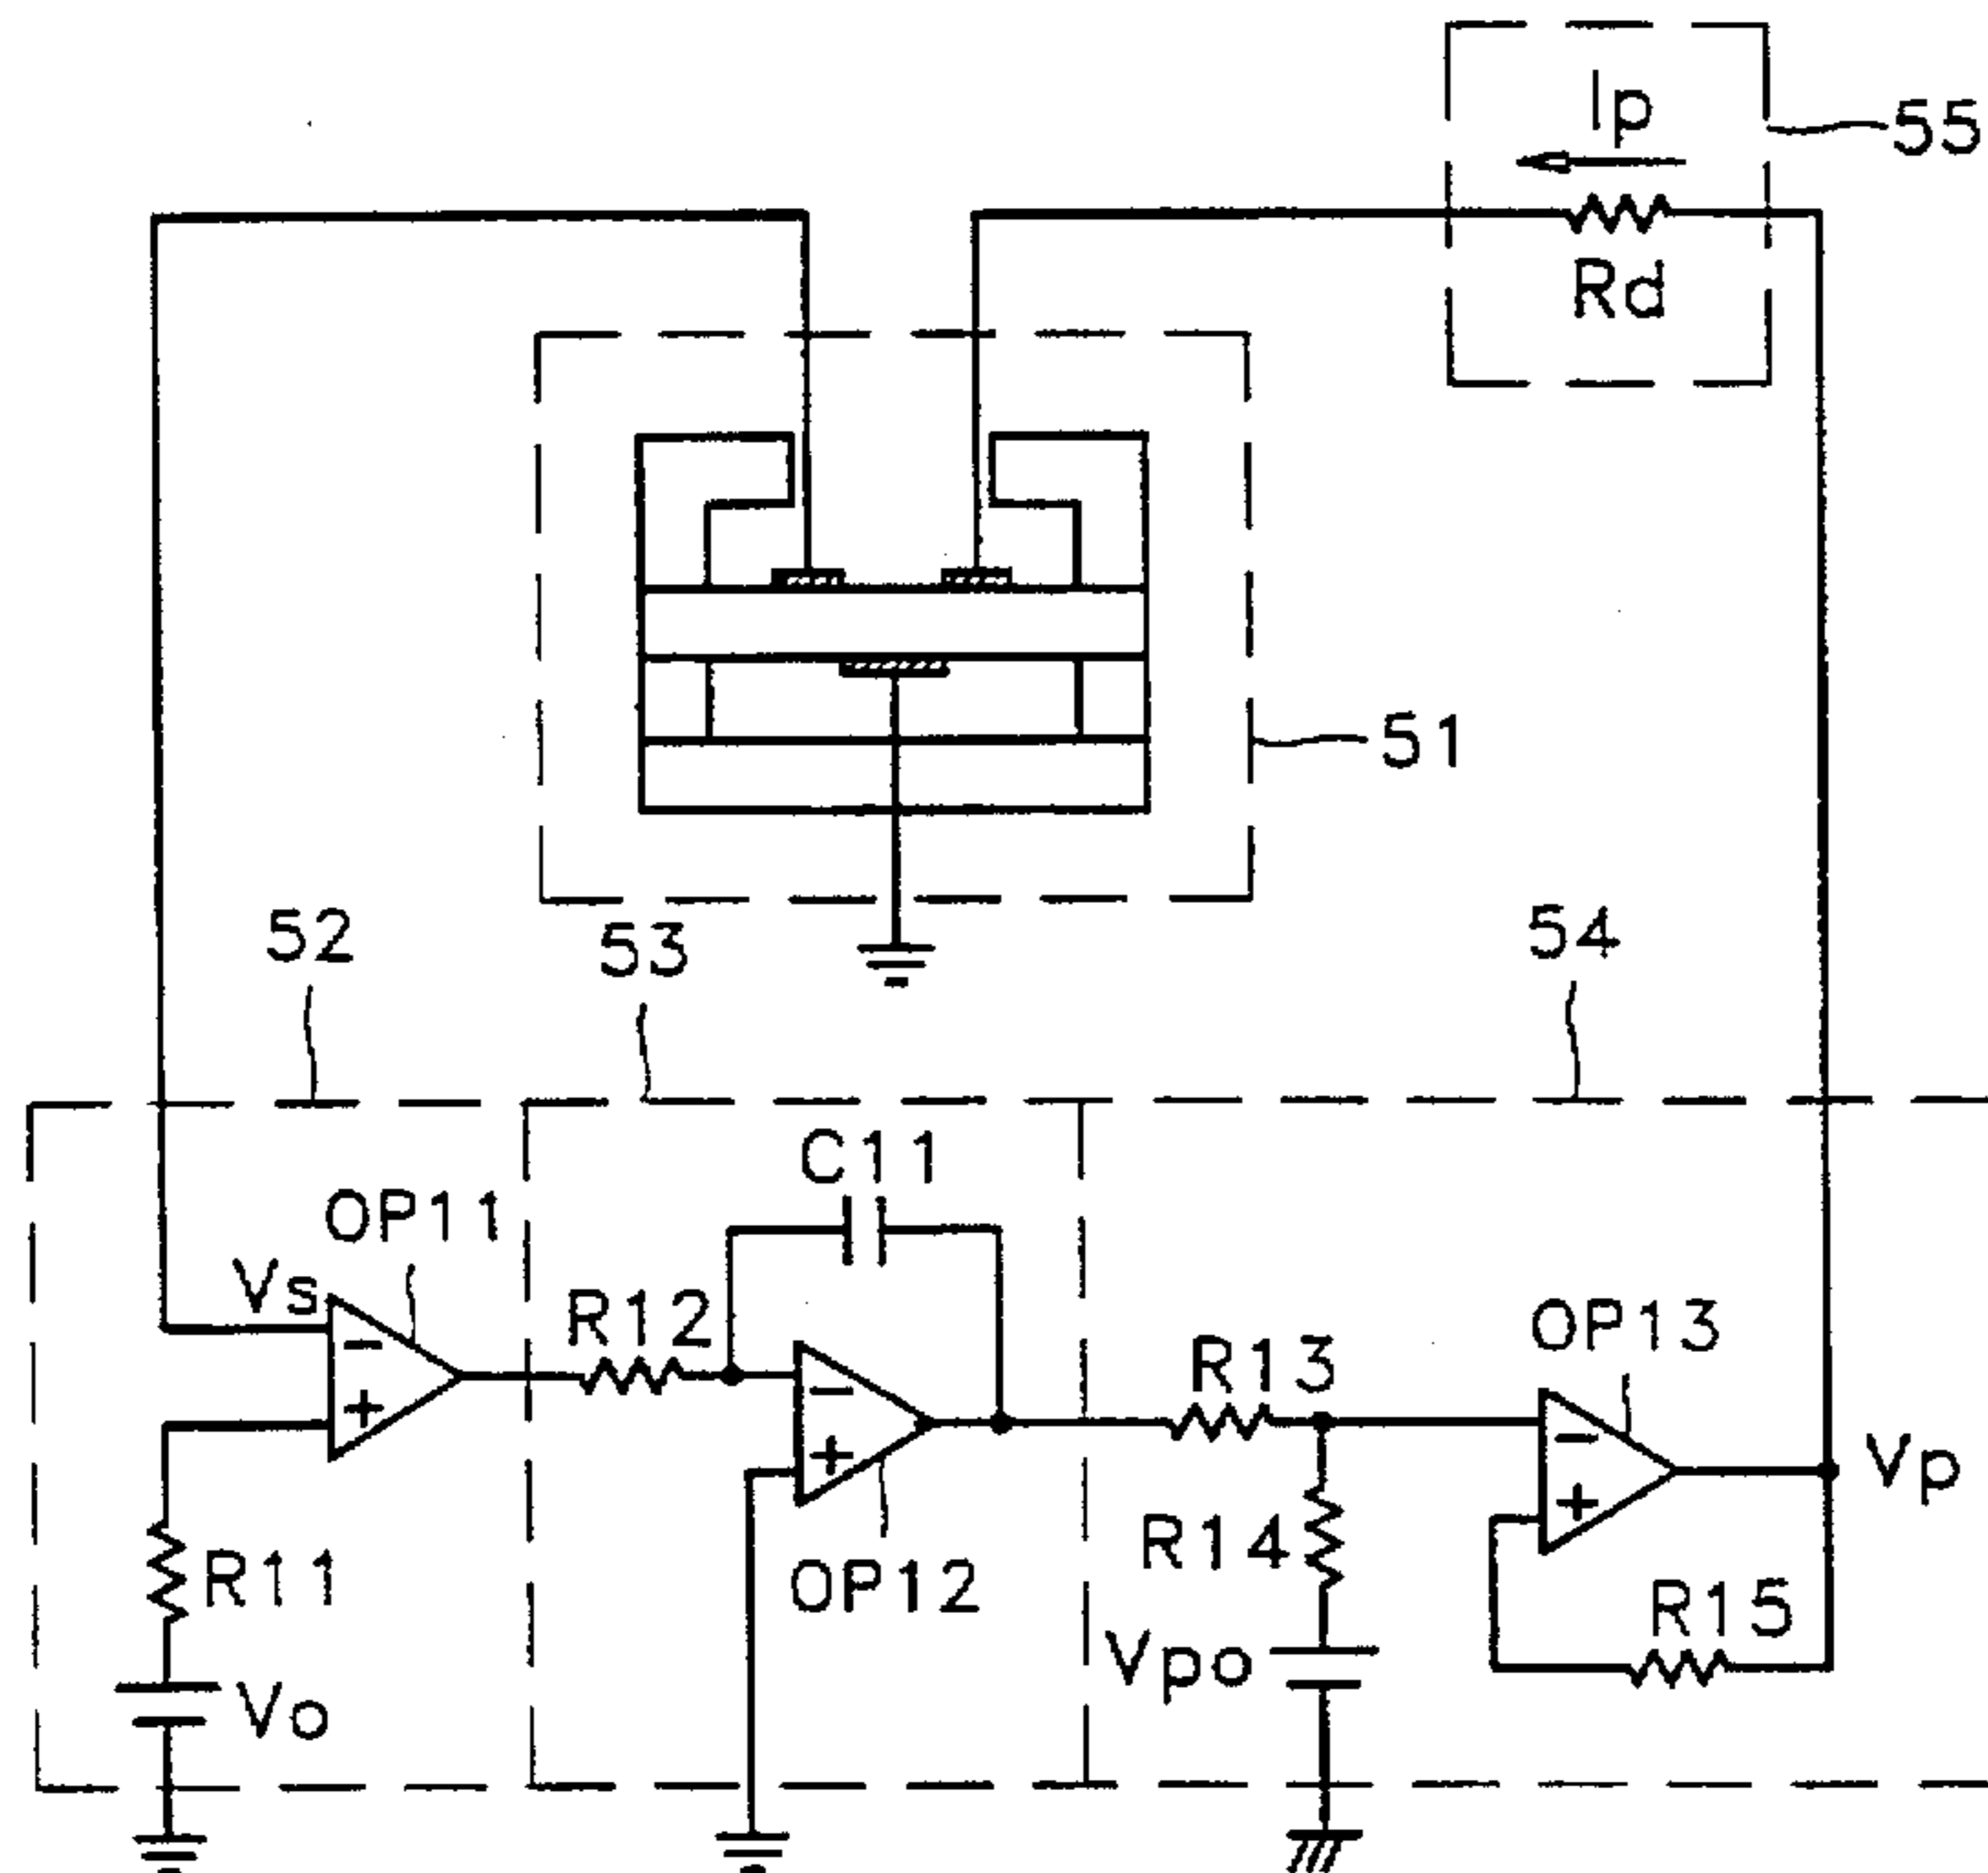 Ip
55
Rd
51
52
53
54
C11
OP11
Vs
−
+
R12
−
+
OP12
R13
OP13
−
+
Vp
R14
R11
R15
Vpo
Vo